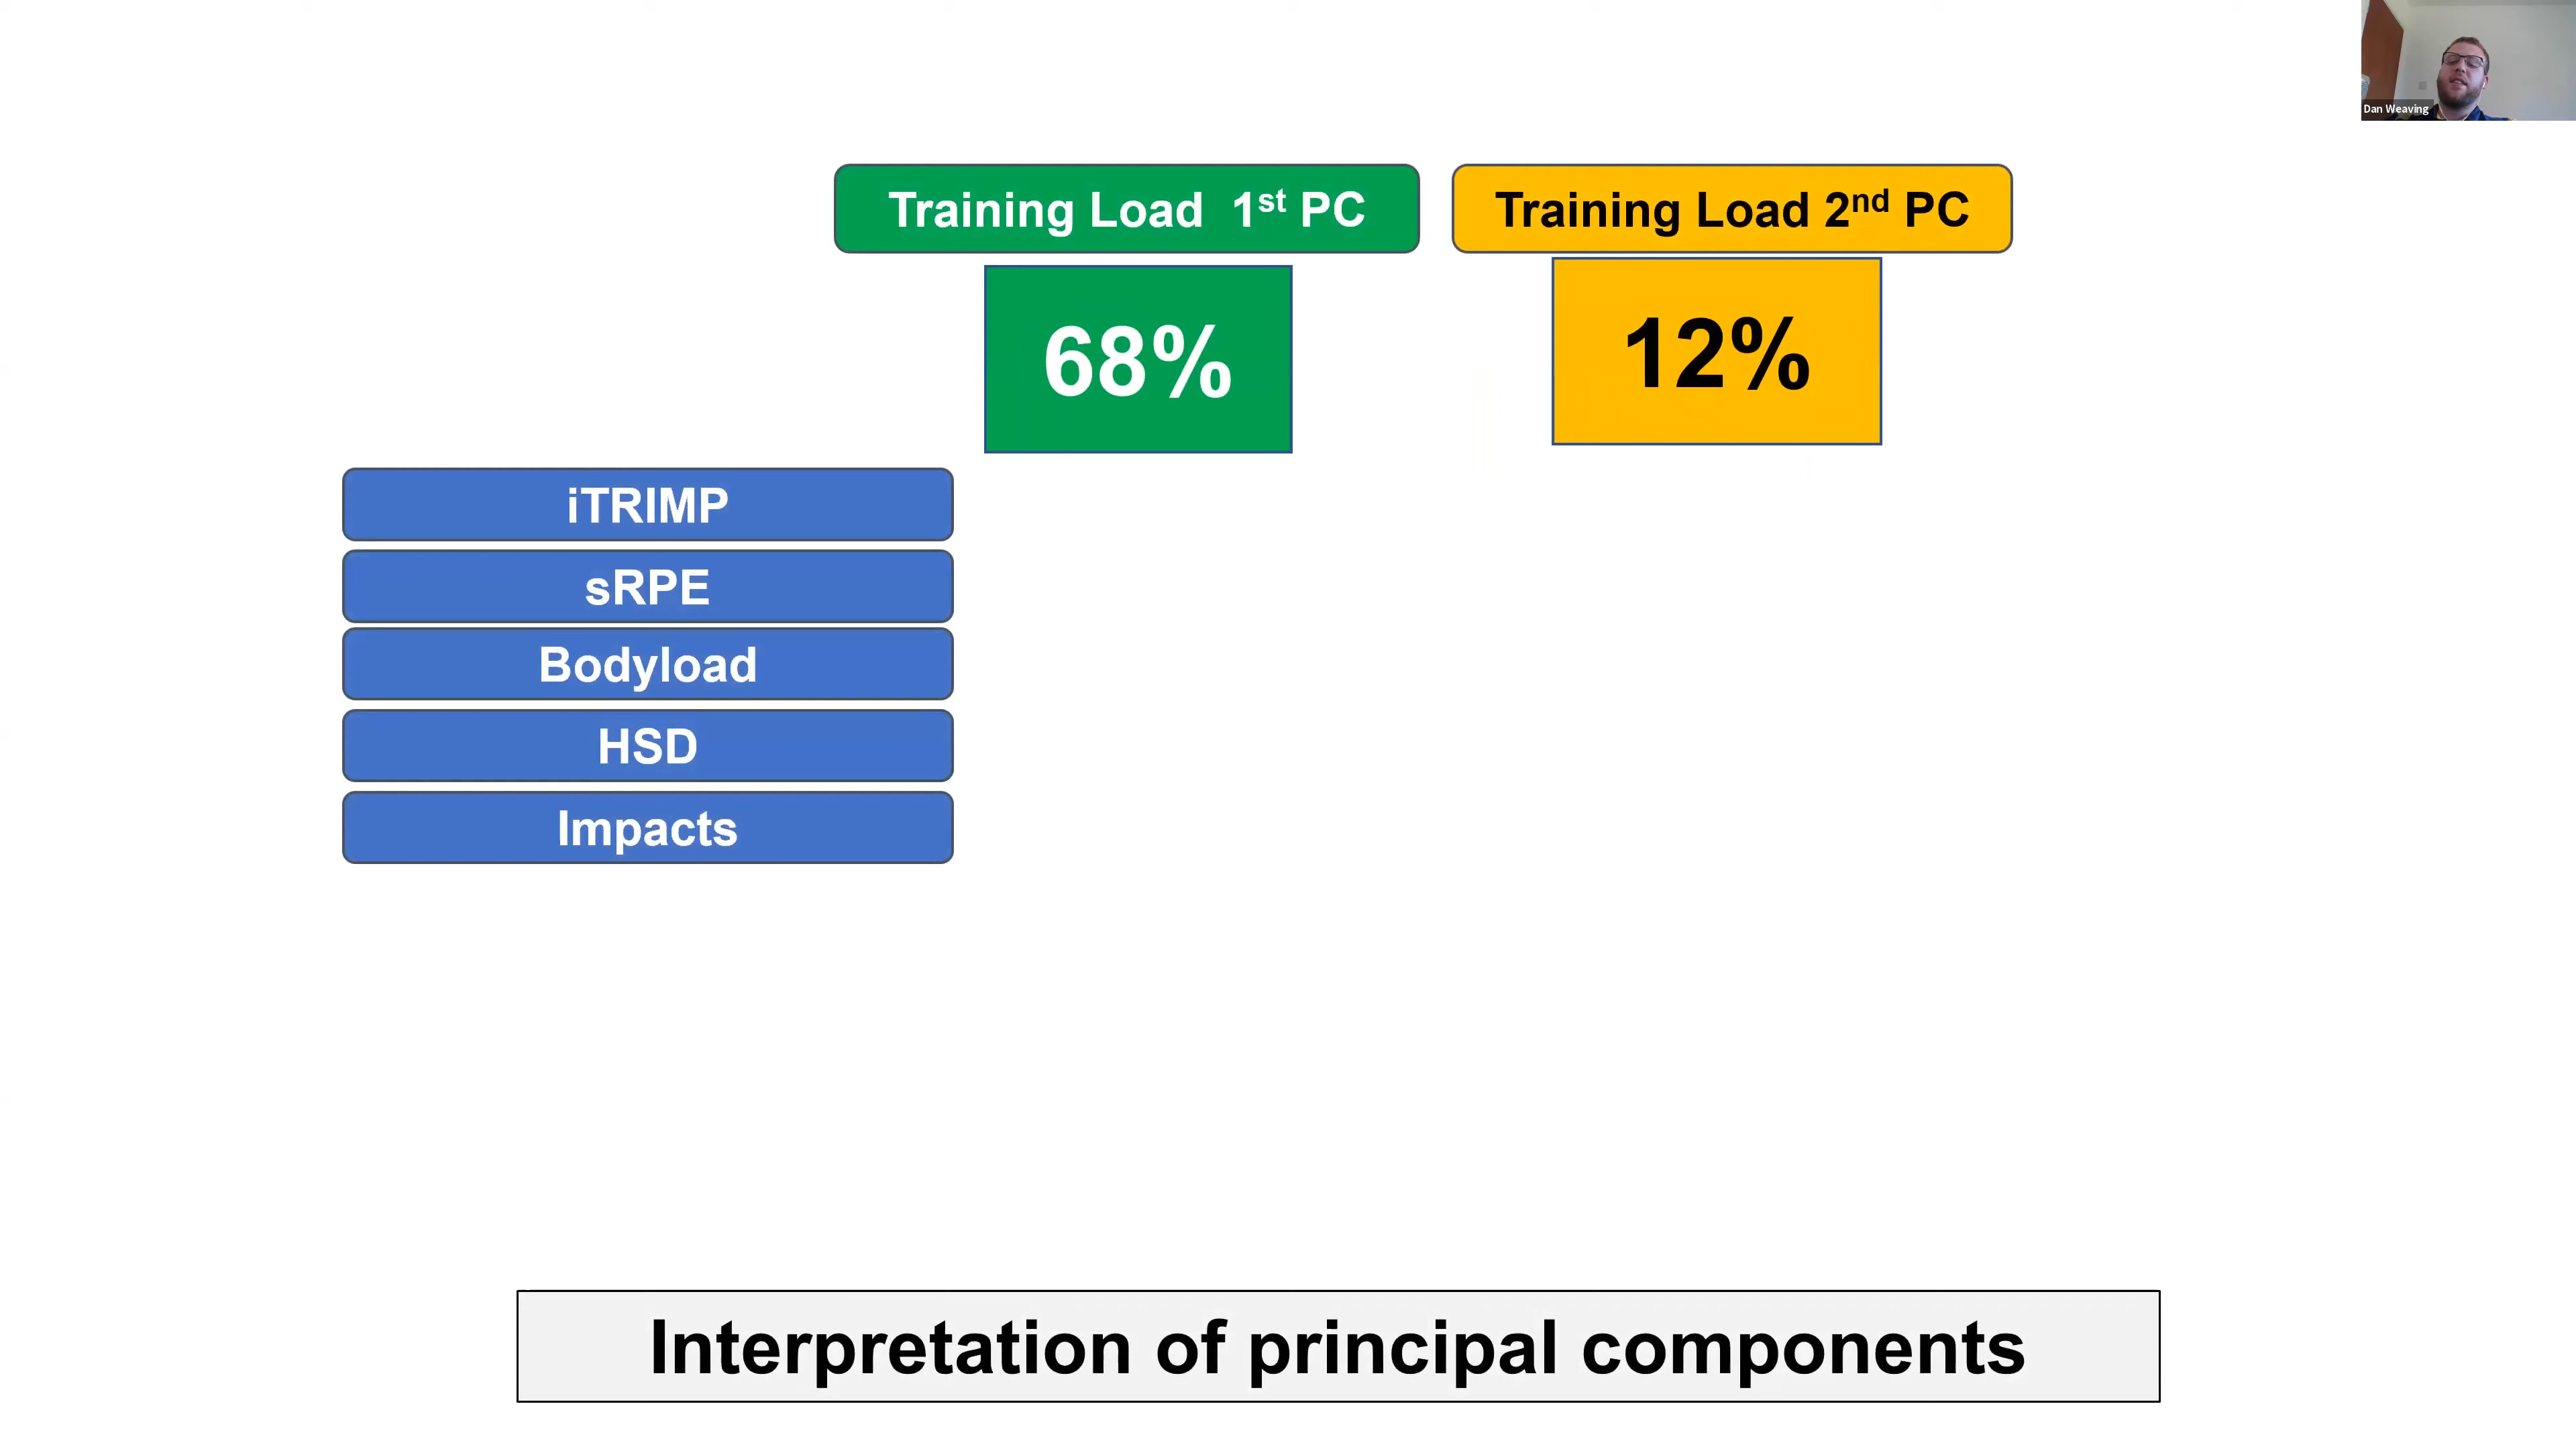 Dan Weaving
Training Load 1st PC
Training Load 2nd PC
68%
12%
iTRIMP
sRPE
Bodyload
HSD
Impacts
Interpretation of principal components